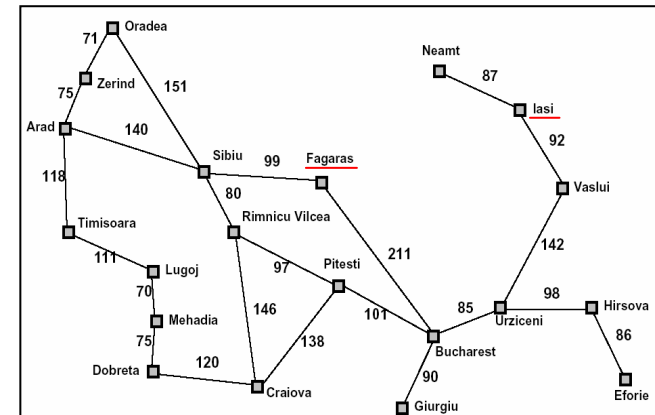 Oradea
71
Neamt
87
Zerind
151
75
Iasi
Arad
140
92
Sibiu
99
Fagaras
118
80
Vaslui
Timisoara
Rimnicu Vilcea
142
111
211
Lugoj
97
Pitesti
70
98
Hirsova
146
101
85
Mehadia
Urziceni
138
86
75
Bucharest
120
Dobreta
90
Craiova
Eforie
Giurgiu